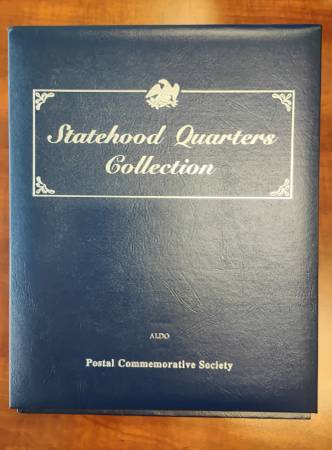 Statehood Quarters
Collection
ALDO
Postal Commemorative Society